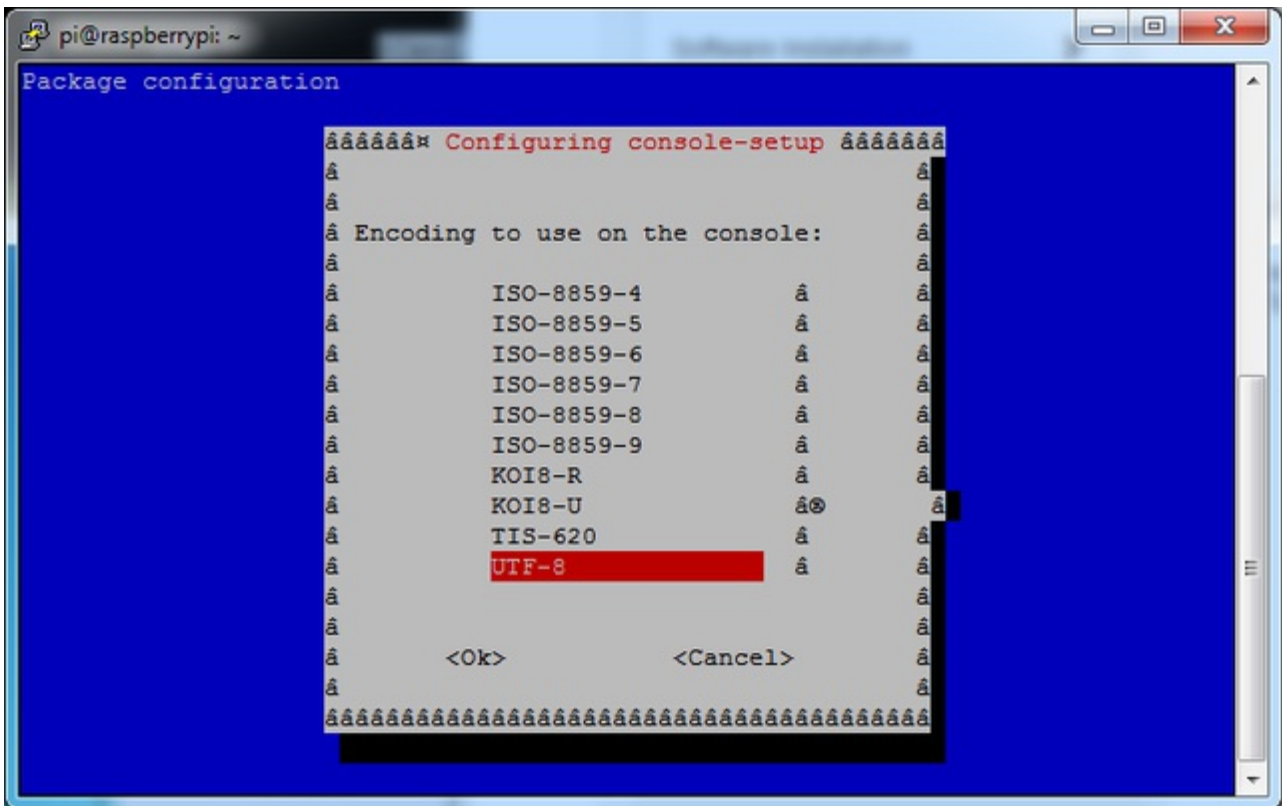 pi@raspberrypi: ~
Package configuration
ââââââ¤ Configuring console-setup âââââââ
â â
â â
â Encoding to use on the console: â
â â
â ISO-8859-4 â â
â ISO-8859-5 â â
â ISO-8859-6 â â
â ISO-8859-7 â â
â ISO-8859-8 â â
â ISO-8859-9 â â
â KOI8-R â â
â KOI8-U â® â
â TIS-620 â â
â UTF-8 â â
â â
â â
â <Ok> <Cancel> â
â â
ââââââââââââââââââââââââââââââââââââââââ